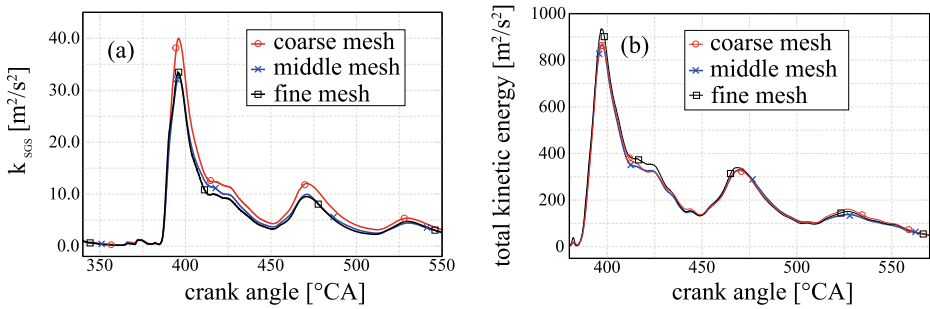 (a)
coarse mesh
middle mesh
fine mesh
k SGS [m²/s²]
40.0
30.0
20.0
10.0
0.0
350
400
450
500
550
crank angle [°CA]
(b)
coarse mesh
middle mesh
fine mesh
total kinetic energy [m²/s²]
1000
800
600
400
200
0
400
450
500
550
crank angle [°CA]